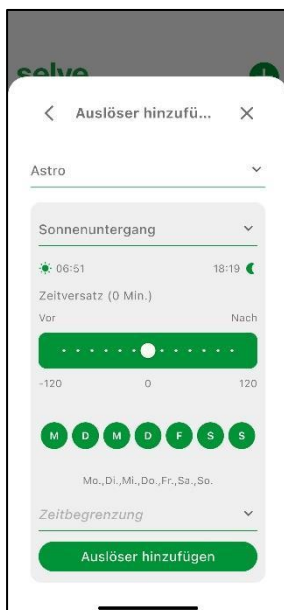 selve
Auslöser hinzufü...
Astro
Sonnenuntergang
06:51 18:19
Zeitversatz (0 Min.)
Vor Nach
-120 0 120
M D M D F S S
Mo.,Di.,Mi.,Do.,Fr.,Sa.,So.
Zeitbegrenzung
Auslöser hinzufügen